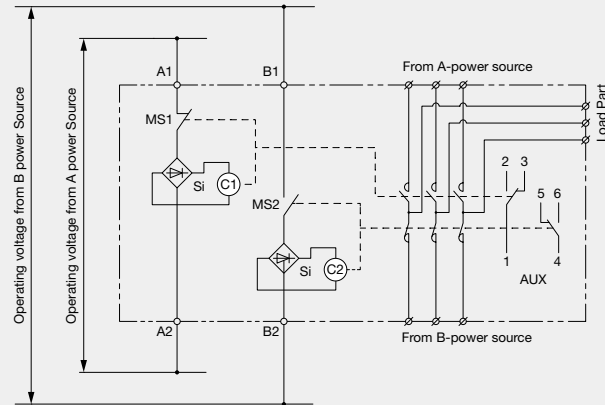 Operating voltage from B power Source
Operating voltage from A power Source
A1
B1
From A-power source
Load Part
MS1
2 3
Si
C1
5 6
MS2
Si
C2
1
4
AUX
A2
B2
From B-power source